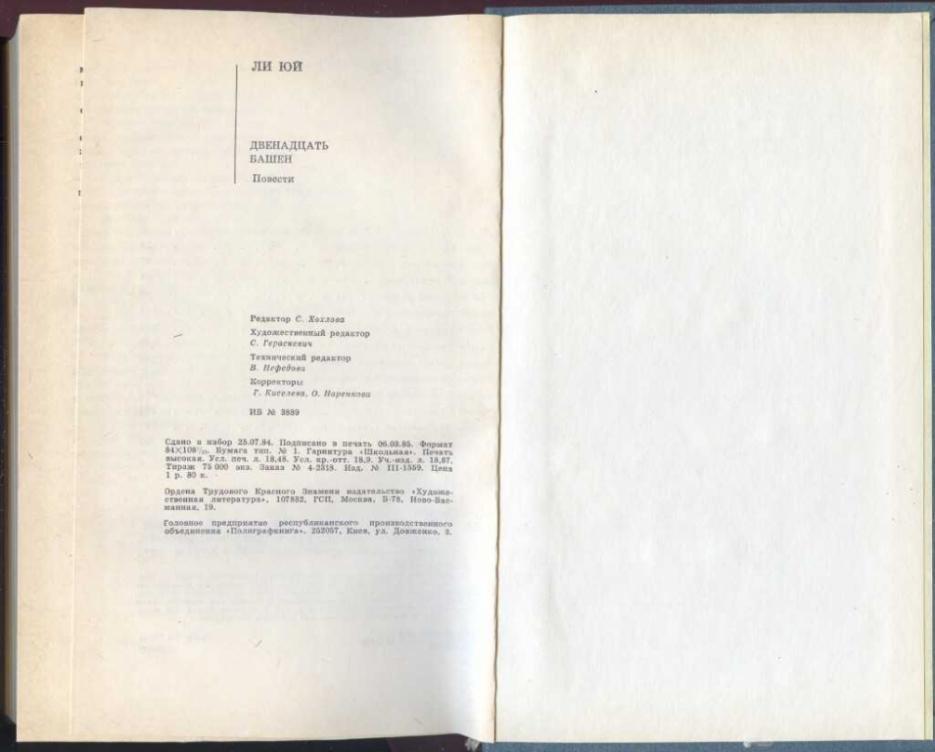 ЛИ ЮЙ
ДВЕНАДЦАТЬ
БАШЕН
Повести
Редактор С. Хохлова
Художественный редактор
С. Гераскевич
Технический редактор
В. Нефедова
Корректоры
Г. Киселева, О. Наренкова
ИБ № 3889
Сдано в набор 25.07.84. Подписано в печать 06.03.85. Формат
84×108¹/₃₂. Бумага тип. № 1. Гарнитура «Школьная». Печать
высокая. Усл. печ. л. 18,48. Усл. кр.-отт. 18,9. Уч.-изд. л. 18,87.
Тираж 75 000 экз. Заказ № 4-2318. Изд. № III-1559. Цена
1 р. 80 к.
Ордена Трудового Красного Знамени издательство «Художе-
ственная литература», 107882, ГСП, Москва, Б-78, Ново-Бас-
манная, 19.
Головное предприятие республиканского производственного
объединения «Полиграфкнига», 252057, Киев, ул. Довженко, 3.